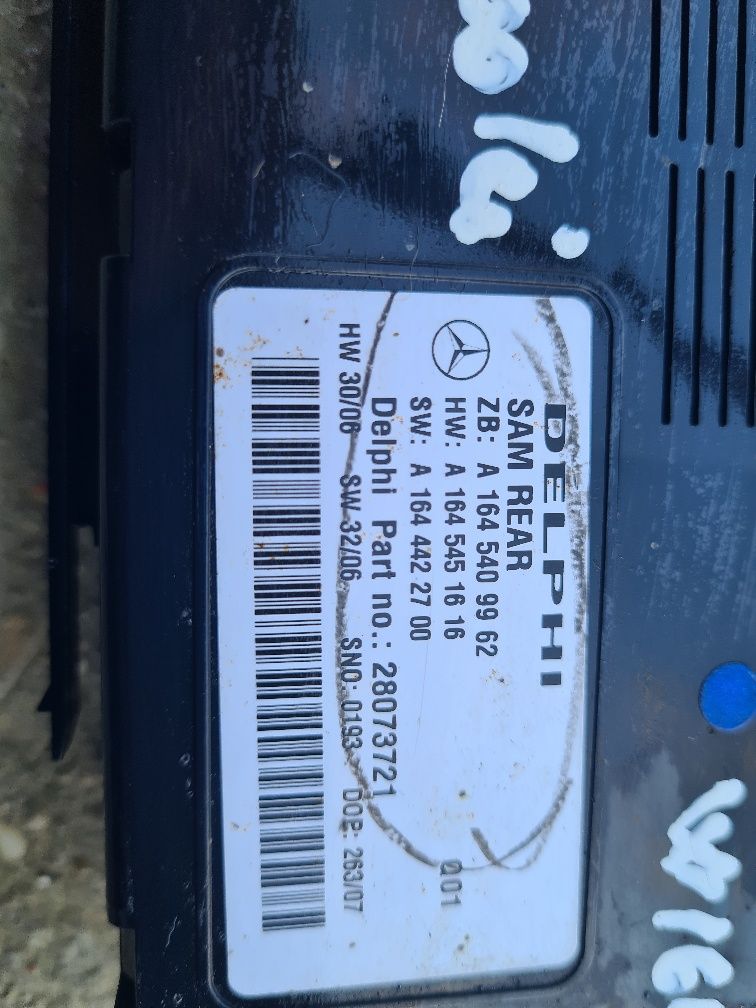 DELPHI
SAM REAR
ZB: A 164 540 99 62
HW: A 164 545 16 16
SW: A 164 442 27 00
Q01
Delphi Part no.: 28073721
HW 30/06 SW 32/06 SNO: 0193 DOP: 263/07
W16